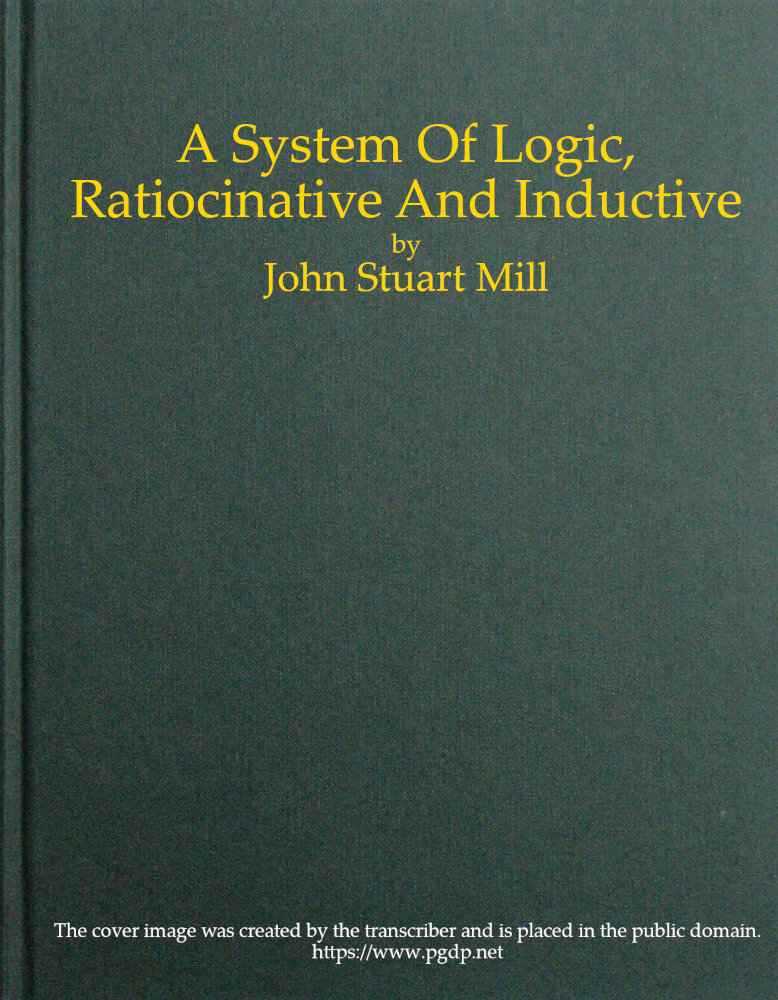 A System Of Logic,
Ratiocinative And Inductive
by
John Stuart Mill
The cover image was created by the transcriber and is placed in the public domain.
https://www.pgdp.net